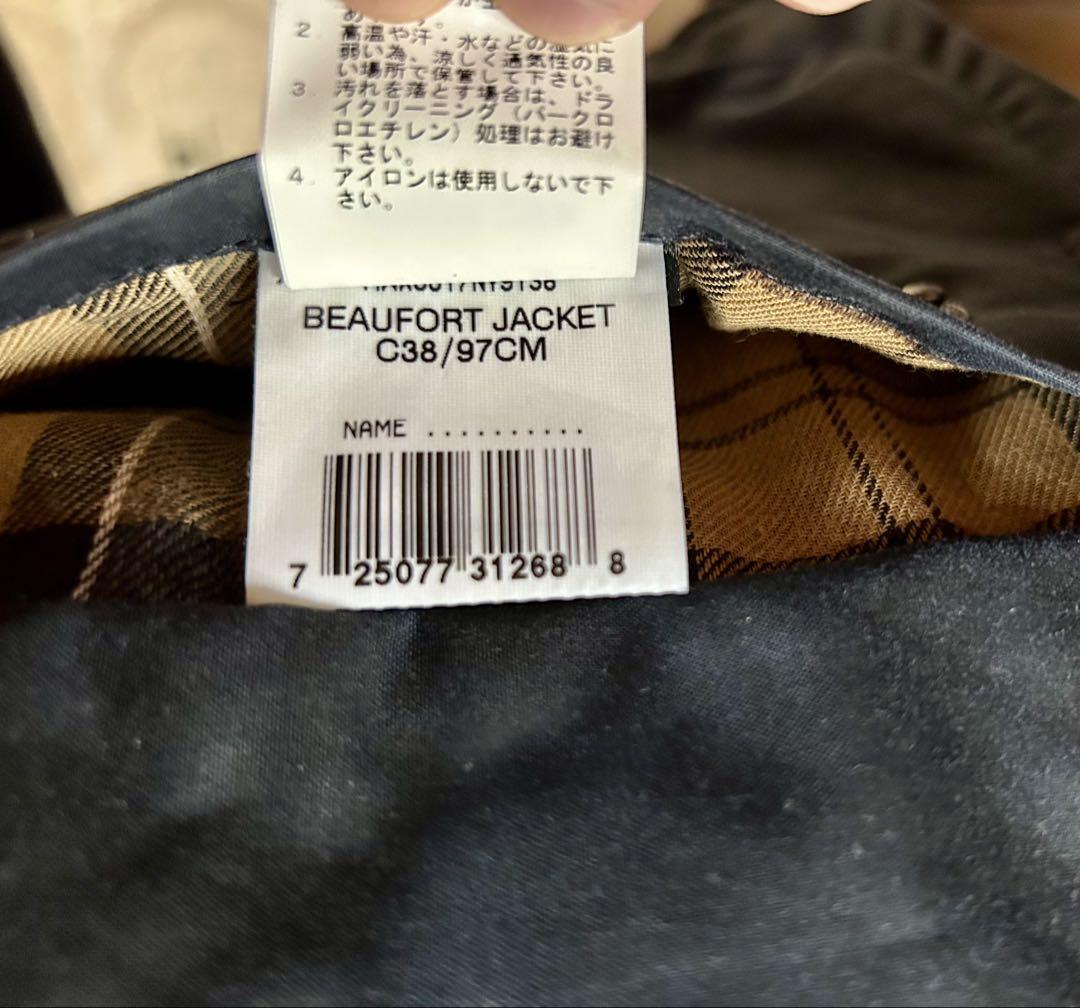 2. 高温や汗・水などの湿気に
弱い為、涼しく通気性の良
い場所で保管して下さい。
3. 汚れを落とす場合は、ドラ
イクリーニング（パークロ
ロエチレン）処理はお避け
下さい。
4. アイロンは使用しないで下
さい。
BEAUFORT JACKET
C38/97CM
NAME ..........
7 25077 31268 8